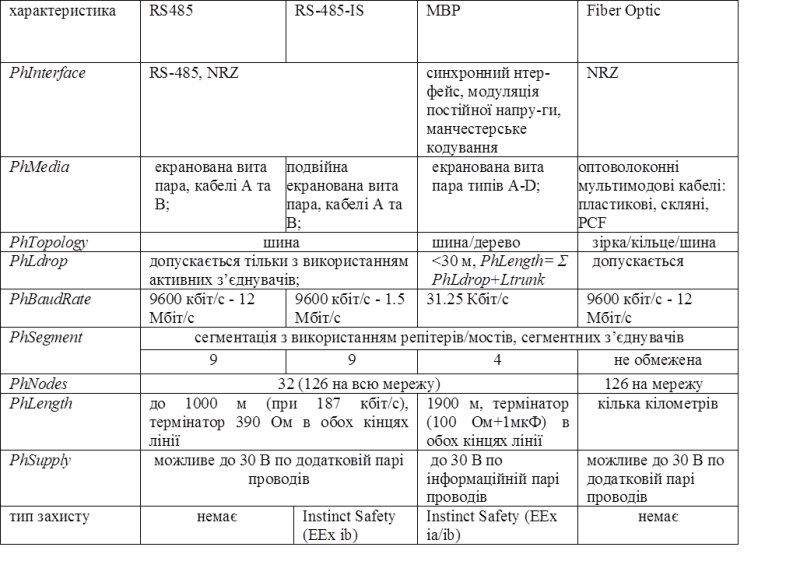 характеристика RS485 RS-485-IS MBP Fiber Optic
PhInterface RS-485, NRZ синхронний нтер- NRZ
фейс, модуляція
постійної напру-ги,
манчестерське
кодування
PhMedia екранована вита подвійна екранована вита оптоволоконні
пара, кабелі А та екранована вита пара типів A-D; мультимодові кабелі:
В; пара, кабелі А та пластикові, скляні,
В; PCF
PhTopology шина шина/дерево зірка/кільце/шина
PhLdrop допускається тільки з використанням <30 м, PhLength= Σ допускається
активних з’єднувачів; PhLdrop+Ltrunk
PhBaudRate 9600 кбіт/с - 12 9600 кбіт/с - 1.5 31.25 Кбіт/с 9600 кбіт/с - 12
Мбіт/с Мбіт/с Мбіт/с
PhSegment сегментація з використанням репітерів/мостів, сегментних з’єднувачів
9 9 4 не обмежена
PhNodes 32 (126 на всю мережу) 126 на мережу
PhLength до 1000 м (при 187 кбіт/с), 1900 м, термінатор кілька кілометрів
термінатор 390 Ом в обох кінцях (100 Ом+1мкФ) в
лінії обох кінцях лінії
PhSupply можливе до 30 В по додатковій парі до 30 В по можливе до 30 В по
проводів інформаційній парі додатковій парі
проводів проводів
тип захисту немає Instinct Safety Instinct Safety (EEx немає
(EEx ib) ia/ib)